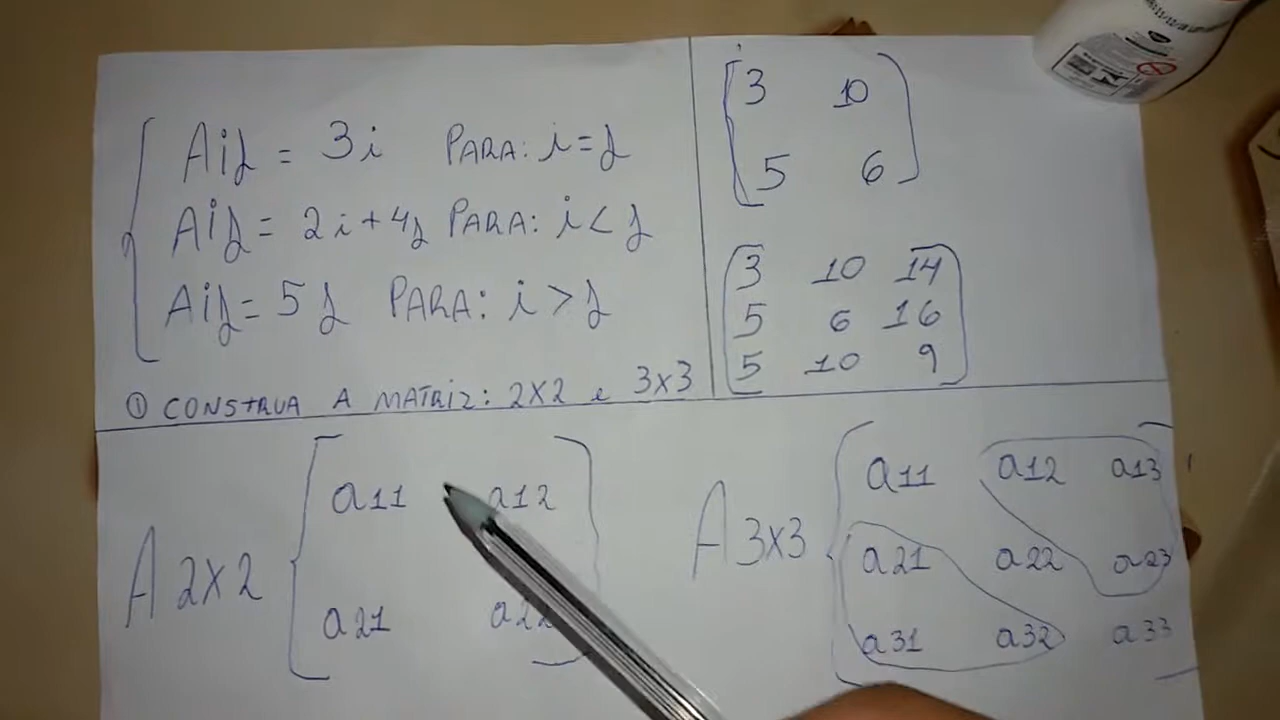 Aij = 3i PARA: i=j
Aij = 2i+4j PARA: i<j
Aij = 5j PARA: i>j
① CONSTRUA A MATRIZ: 2X2 e 3X3
3 10
5 6
3 10 14
5 6 16
5 10 9
A 2X2
a11 a12
a21 a22
A 3X3
a11 a12 a13
a21 a22 a23
a31 a32 a33